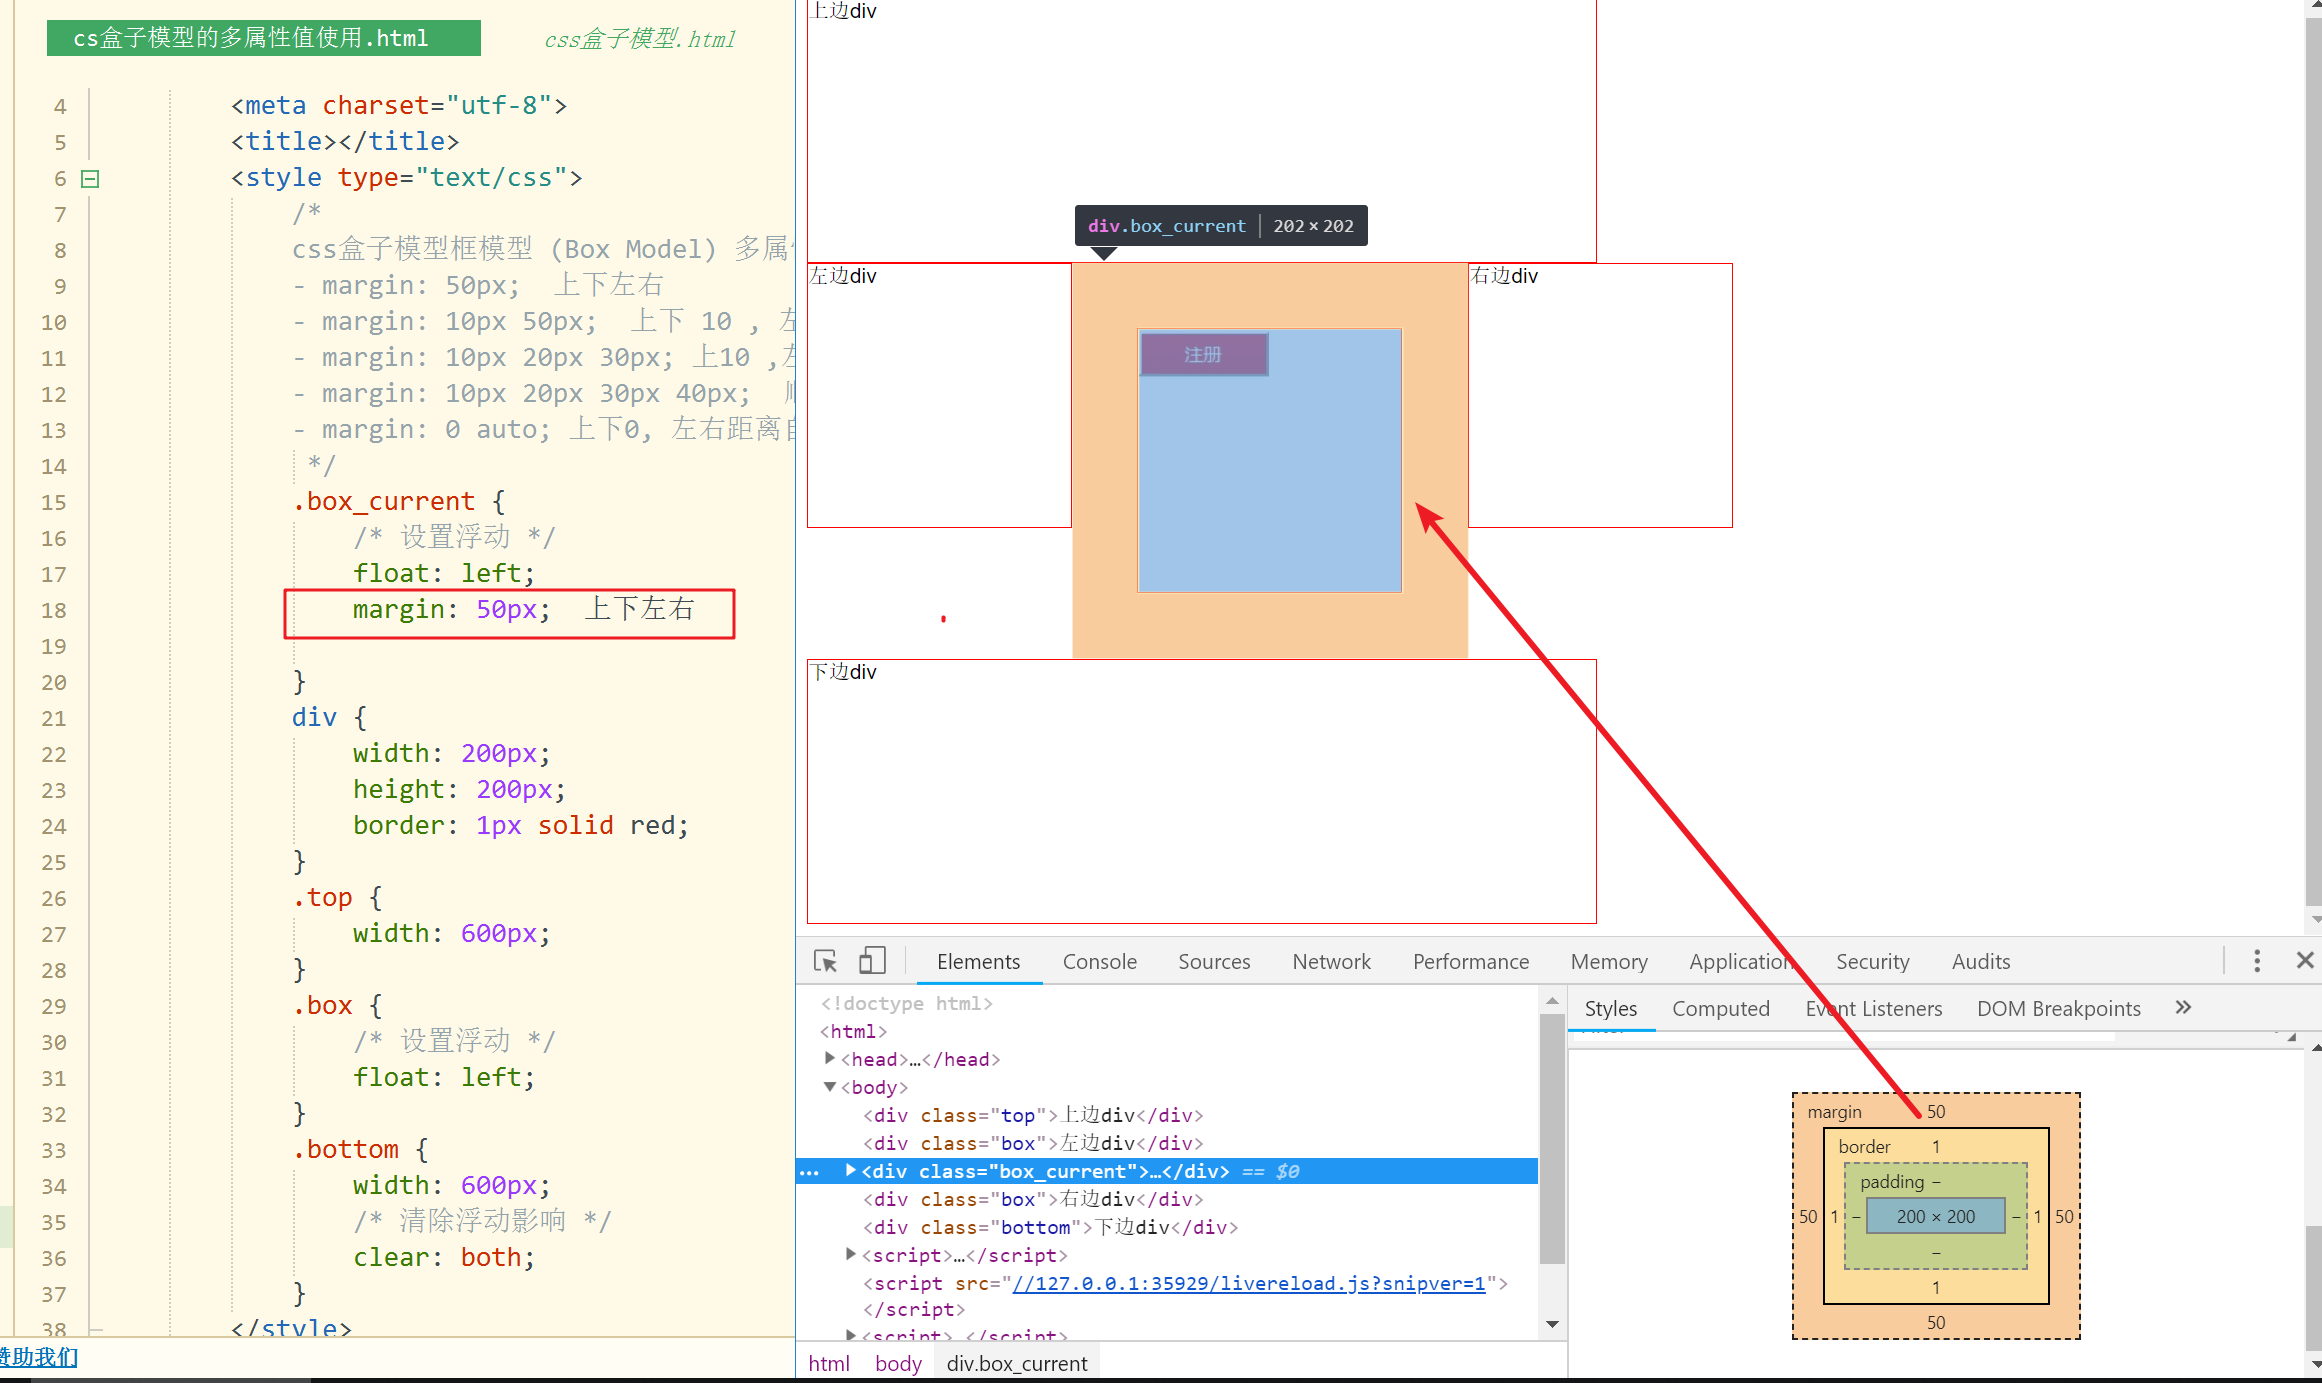 cs盒子模型的多属性值使用.html
css盒子模型.html
4 <meta charset="utf-8">
5 <title></title>
6 <style type="text/css">
7 /*
8 css盒子模型框模型 (Box Model) 多属
9 - margin: 50px; 上下左右
10 - margin: 10px 50px; 上下 10 , 左
11 - margin: 10px 20px 30px; 上10 ,左
12 - margin: 10px 20px 30px 40px;
13 - margin: 0 auto; 上下0, 左右距离自
14 */
15 .box_current {
16 /* 设置浮动 */
17 float: left;
18 margin: 50px; 上下左右
19
20 }
21 div {
22 width: 200px;
23 height: 200px;
24 border: 1px solid red;
25 }
26 .top {
27 width: 600px;
28 }
29 .box {
30 /* 设置浮动 */
31 float: left;
32 }
33 .bottom {
34 width: 600px;
35 /* 清除浮动影响 */
36 clear: both;
37 }
38 </style>
赞助我们
上边div
div.box_current 202 × 202
左边div
注册
右边div
下边div
Elements Console Sources Network Performance Memory Application Security Audits
<!doctype html>
<html>
<head>…</head>
<body>
<div class="top">上边div</div>
<div class="box">左边div</div>
… <div class="box_current">…</div> == $0
<div class="box">右边div</div>
<div class="bottom">下边div</div>
<script>…</script>
<script src="//127.0.0.1:35929/livereload.js?snipver=1">
</script>
<script> </script>
html body div.box_current
Styles Computed Event Listeners DOM Breakpoints »
margin 50
border 1
padding –
50 1 – 200 × 200 – 1 50
–
1
50